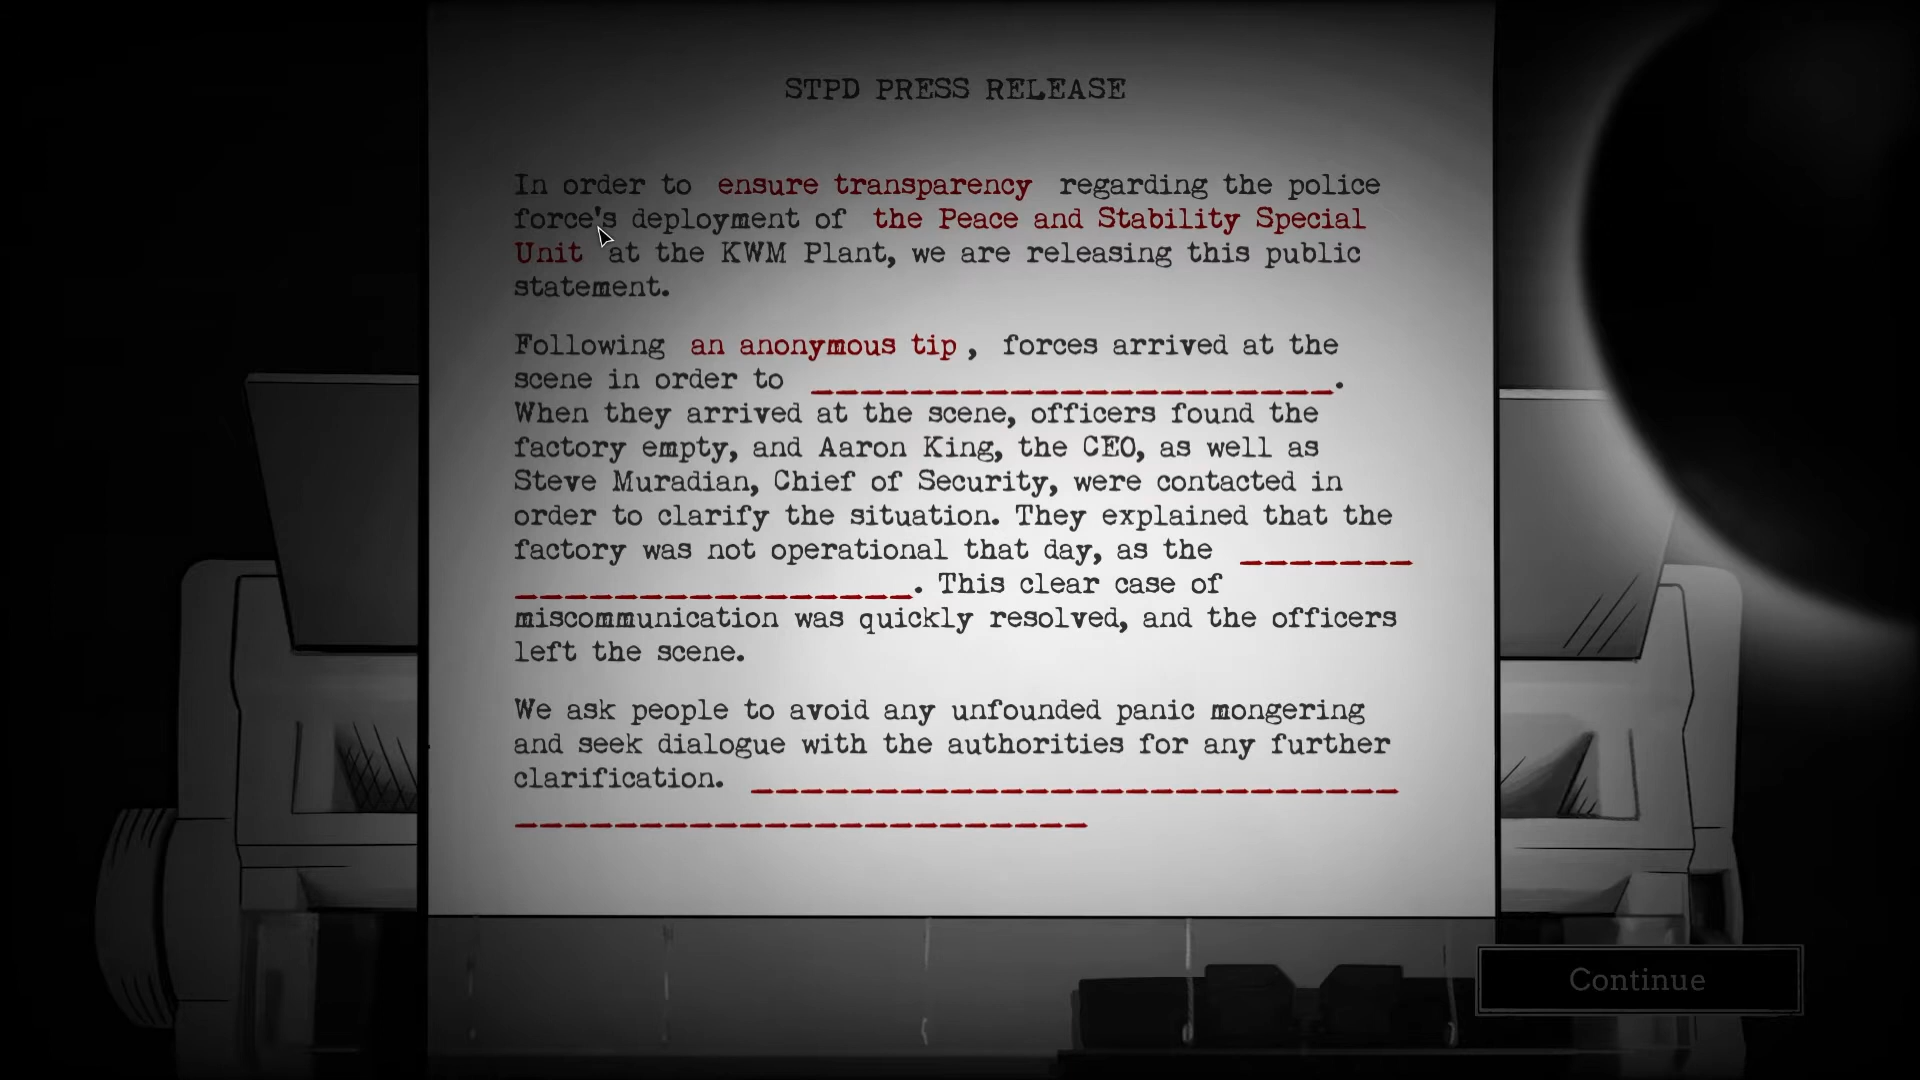 STPD PRESS RELEASE
In order to ensure transparency regarding the police
force's deployment of the Peace and Stability Special
Unit at the KWM Plant, we are releasing this public
statement.
Following an anonymous tip, forces arrived at the
scene in order to ______________________.
When they arrived at the scene, officers found the
factory empty, and Aaron King, the CEO, as well as
Steve Muradian, Chief of Security, were contacted in
order to clarify the situation. They explained that the
factory was not operational that day, as the _______
________________. This clear case of
miscommunication was quickly resolved, and the officers
left the scene.
We ask people to avoid any unfounded panic mongering
and seek dialogue with the authorities for any further
clarification. __________________________
_______________________
Continue